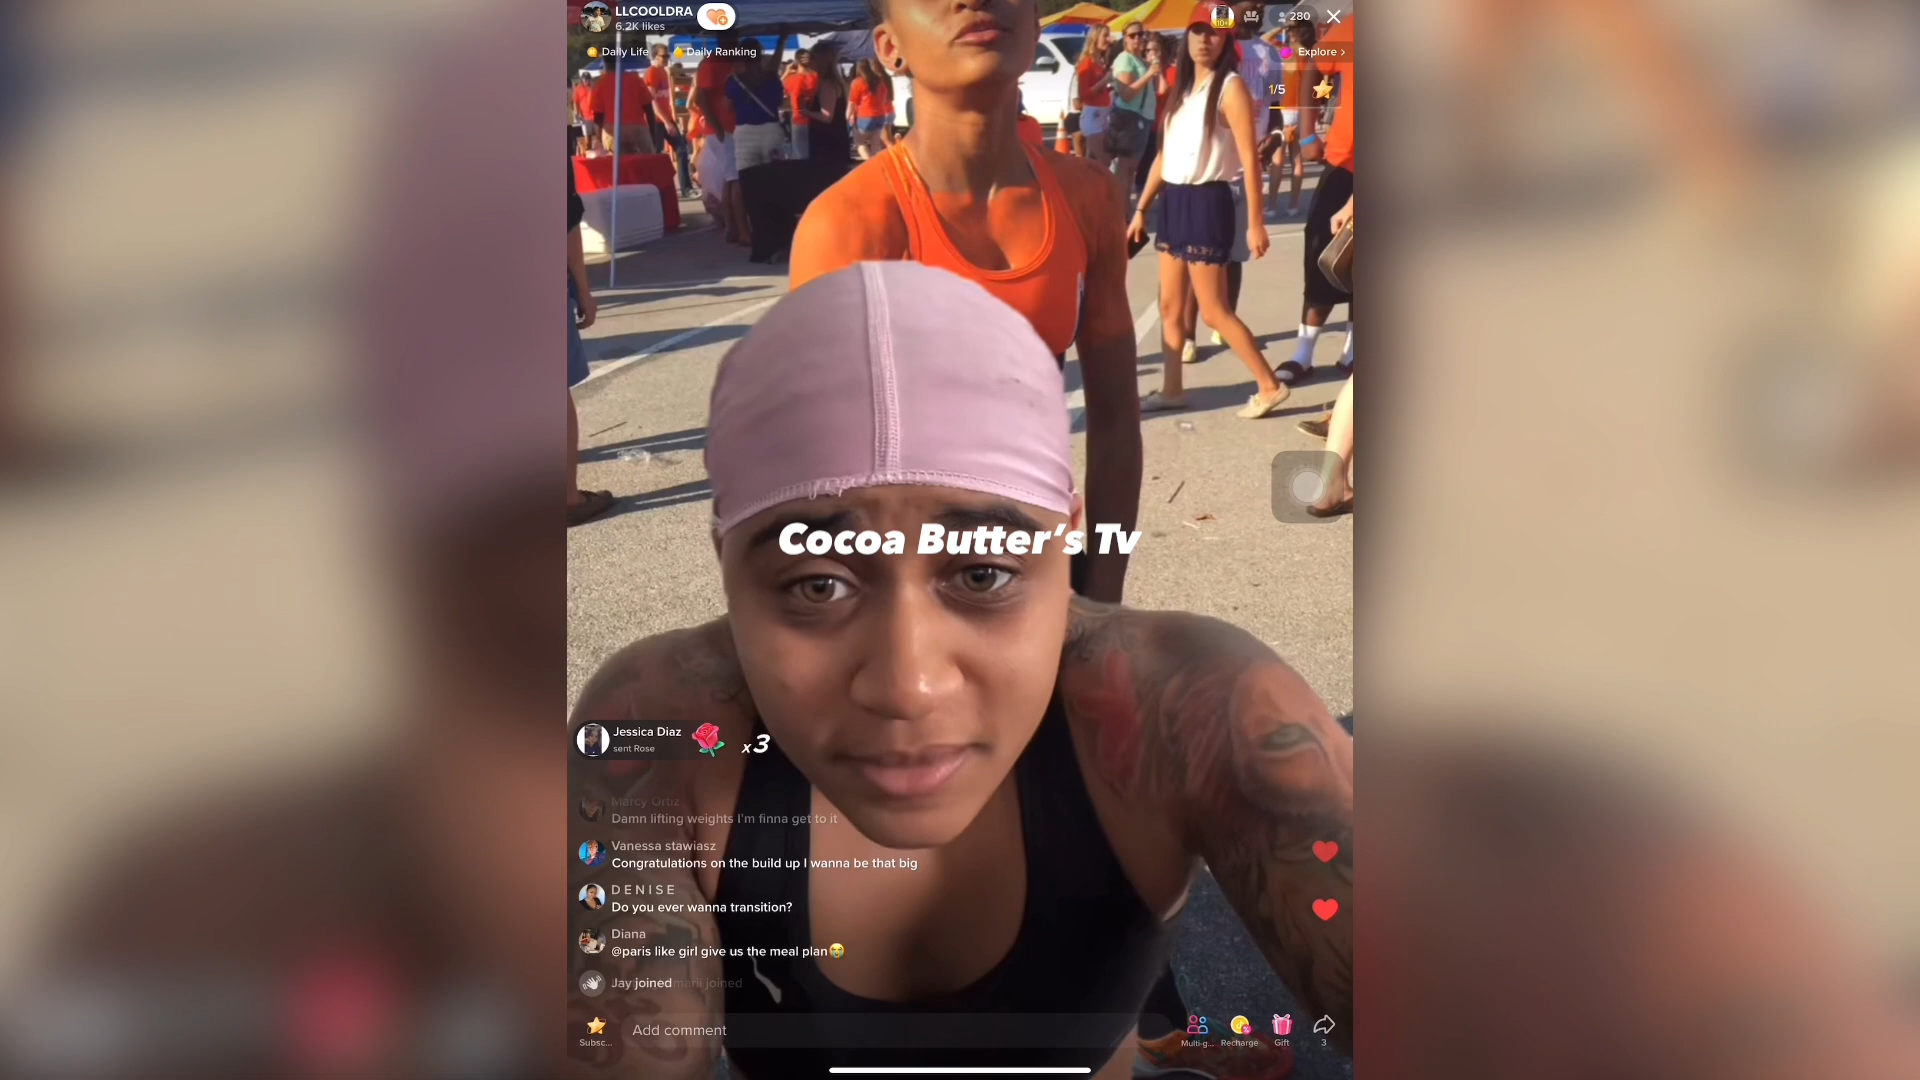 LLCOOLDRA
6.2K likes
280
Daily Life
Daily Ranking
Explore >
1/5
Cocoa Butter's Tv
Jessica Diaz
sent Rose
x3
Marcy Ortiz
Damn lifting weights I'm finna get to it
Vanessa stawiasz
Congratulations on the build up I wanna be that big
D E N I S E
Do you ever wanna transition?
Diana
@paris like girl give us the meal plan😭
Jay joined
joined
Add comment
Subsc...
Multi-g...
Recharge
Gift
3